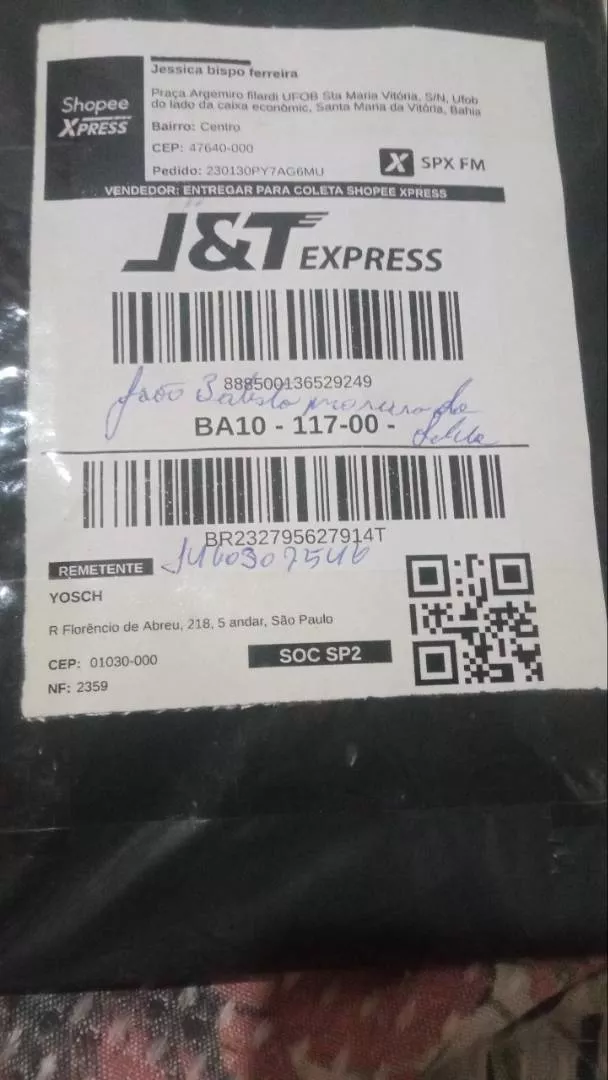 Jessica bispo ferreira
Shopee
XPRESS
Praça Argemiro filardi UFOB Sta Maria Vitória, S/N, Ufob
do lado da caixa econômic, Santa Maria da Vitória, Bahia
Bairro: Centro
CEP: 47640-000
Pedido: 230130PY7AG6MU
X SPX FM
VENDEDOR: ENTREGAR PARA COLETA SHOPEE XPRESS
J&T EXPRESS
888500136529249
João Batista
BA10 - 117-00 -
BR232795627914T
REMETENTE
YOSCH
R Florêncio de Abreu, 218, 5 andar, São Paulo
CEP: 01030-000
SOC SP2
NF: 2359